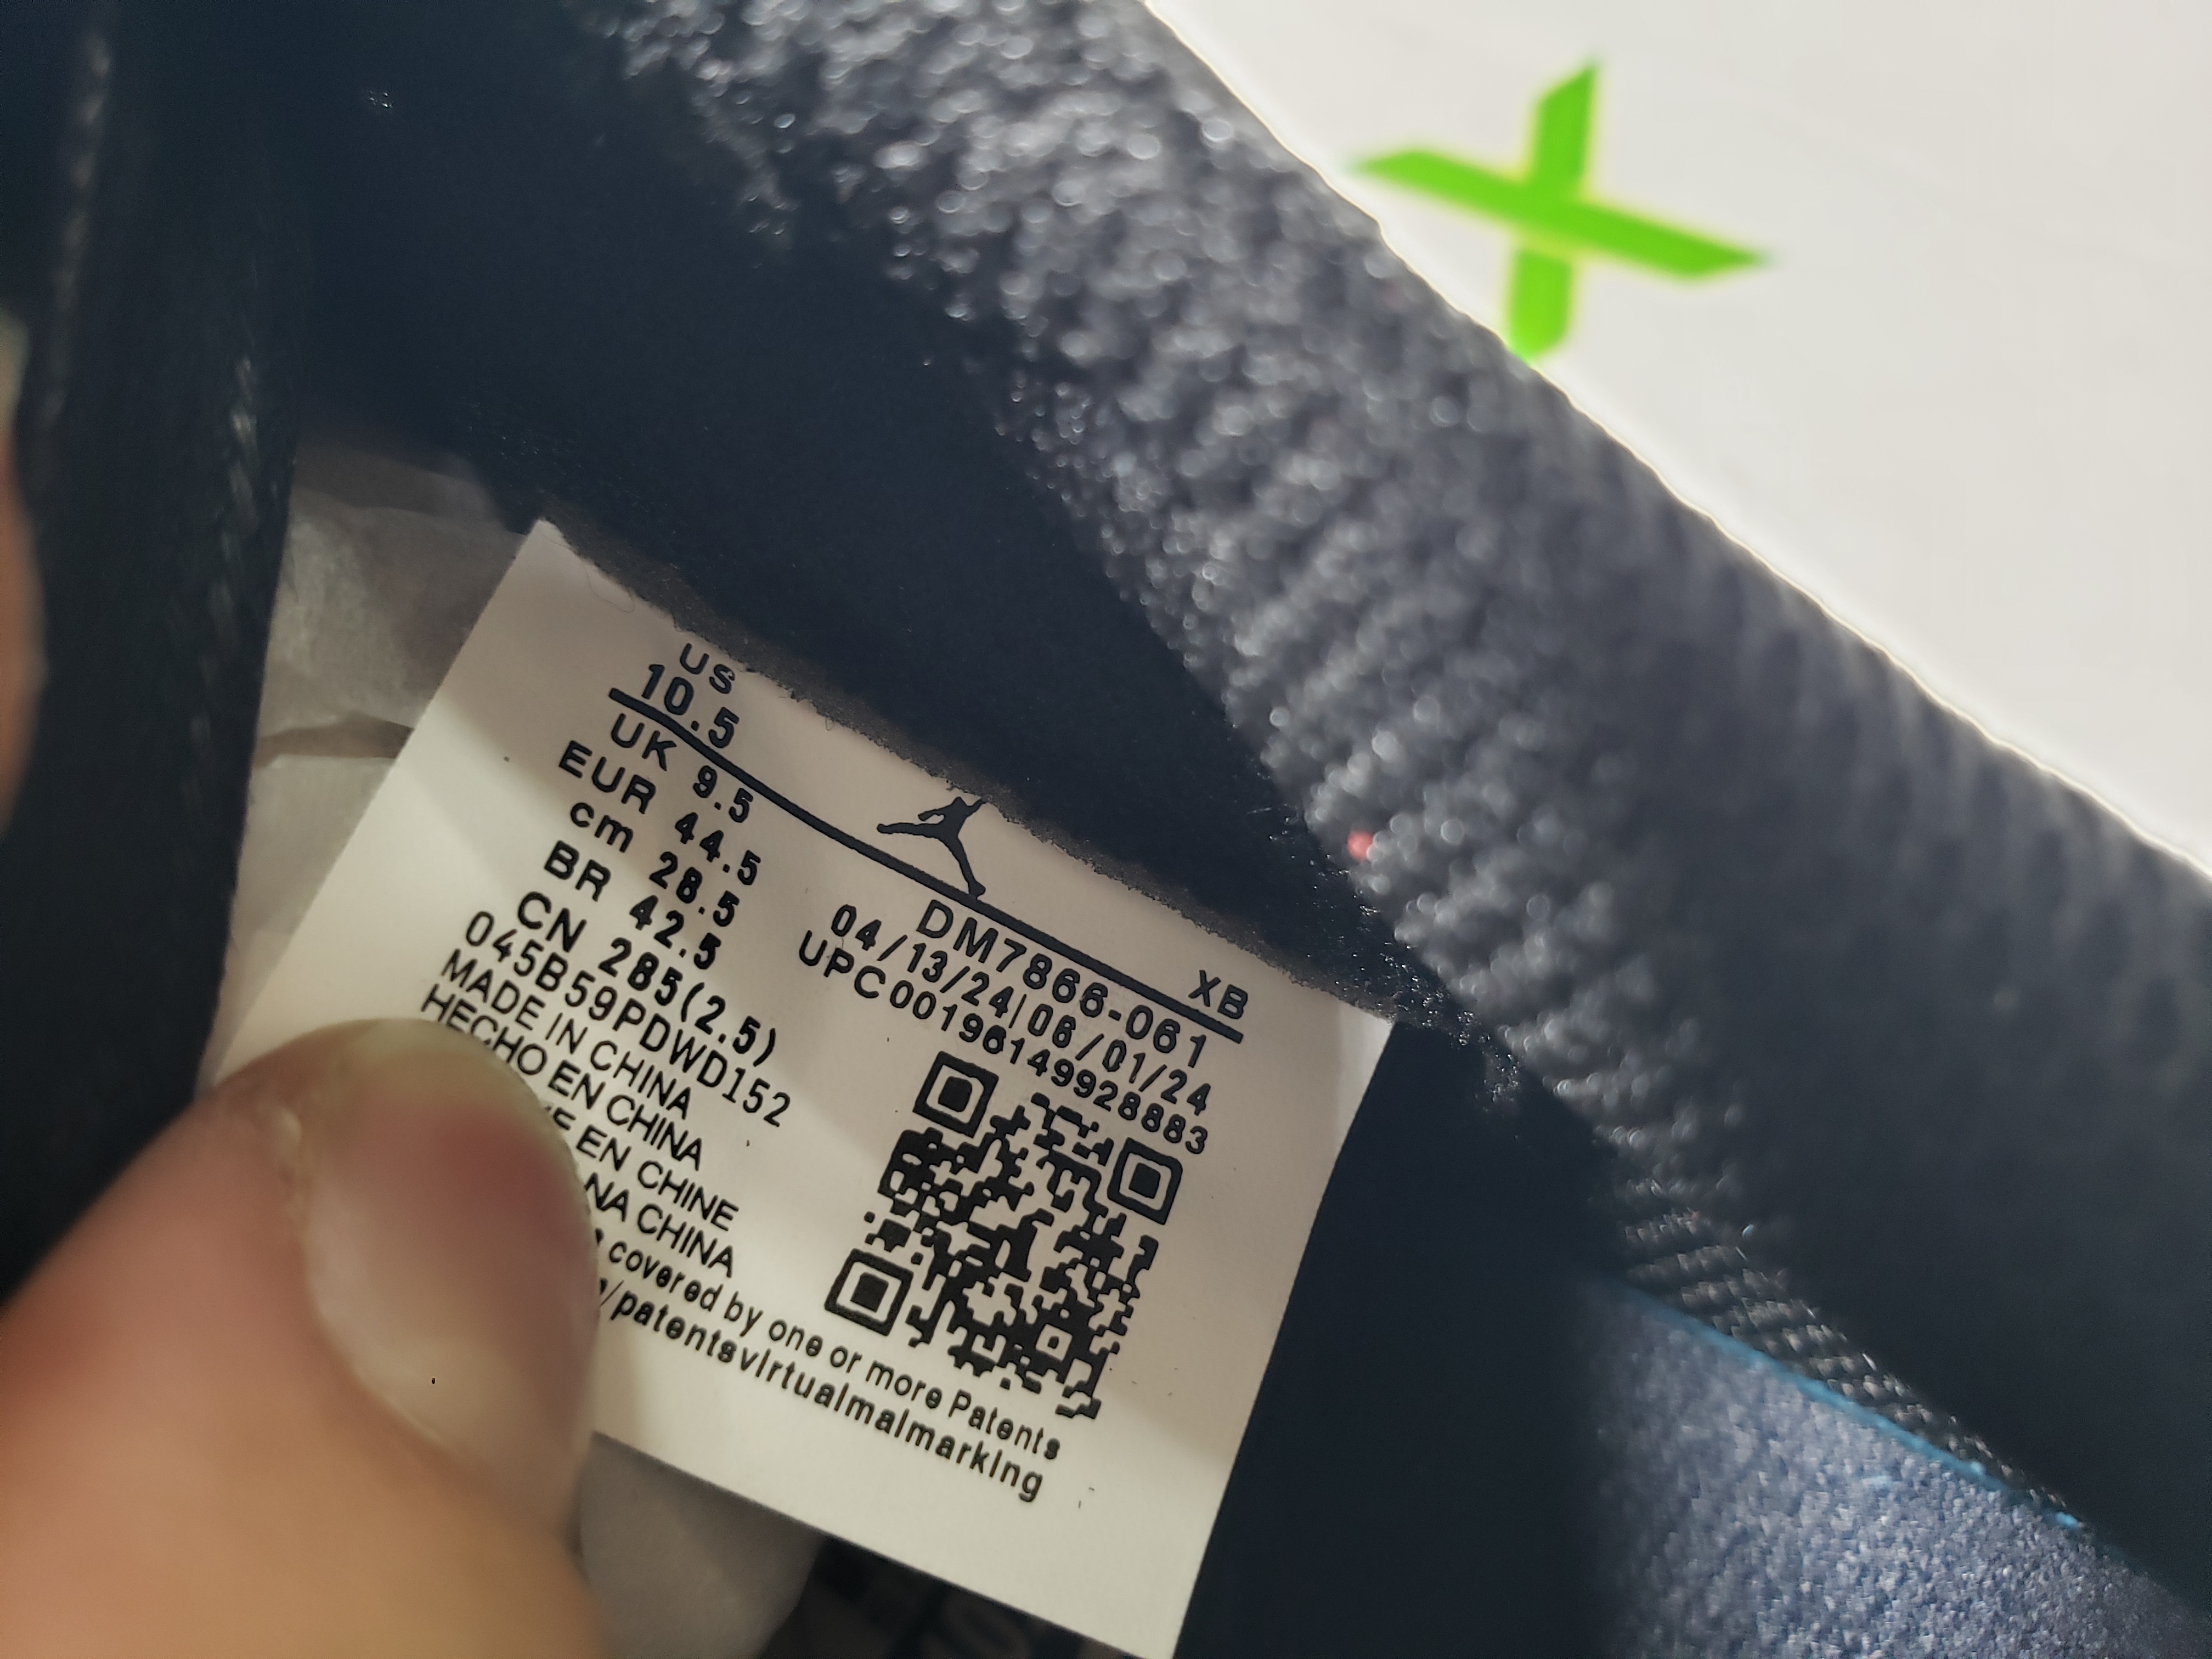 US
10.5
XB
UK 9.5
EUR 44.5
cm 28.5
BR 42.5
CN 285(2.5)
045B59PDWD152
MADE IN CHINA
HECHO EN CHINA
EN CHINE
NA CHINA
covered by one or more Patents
/patentsvirtualmalmarking
DM7866-061
04/13/24|06/01/24
UPC00196149928883